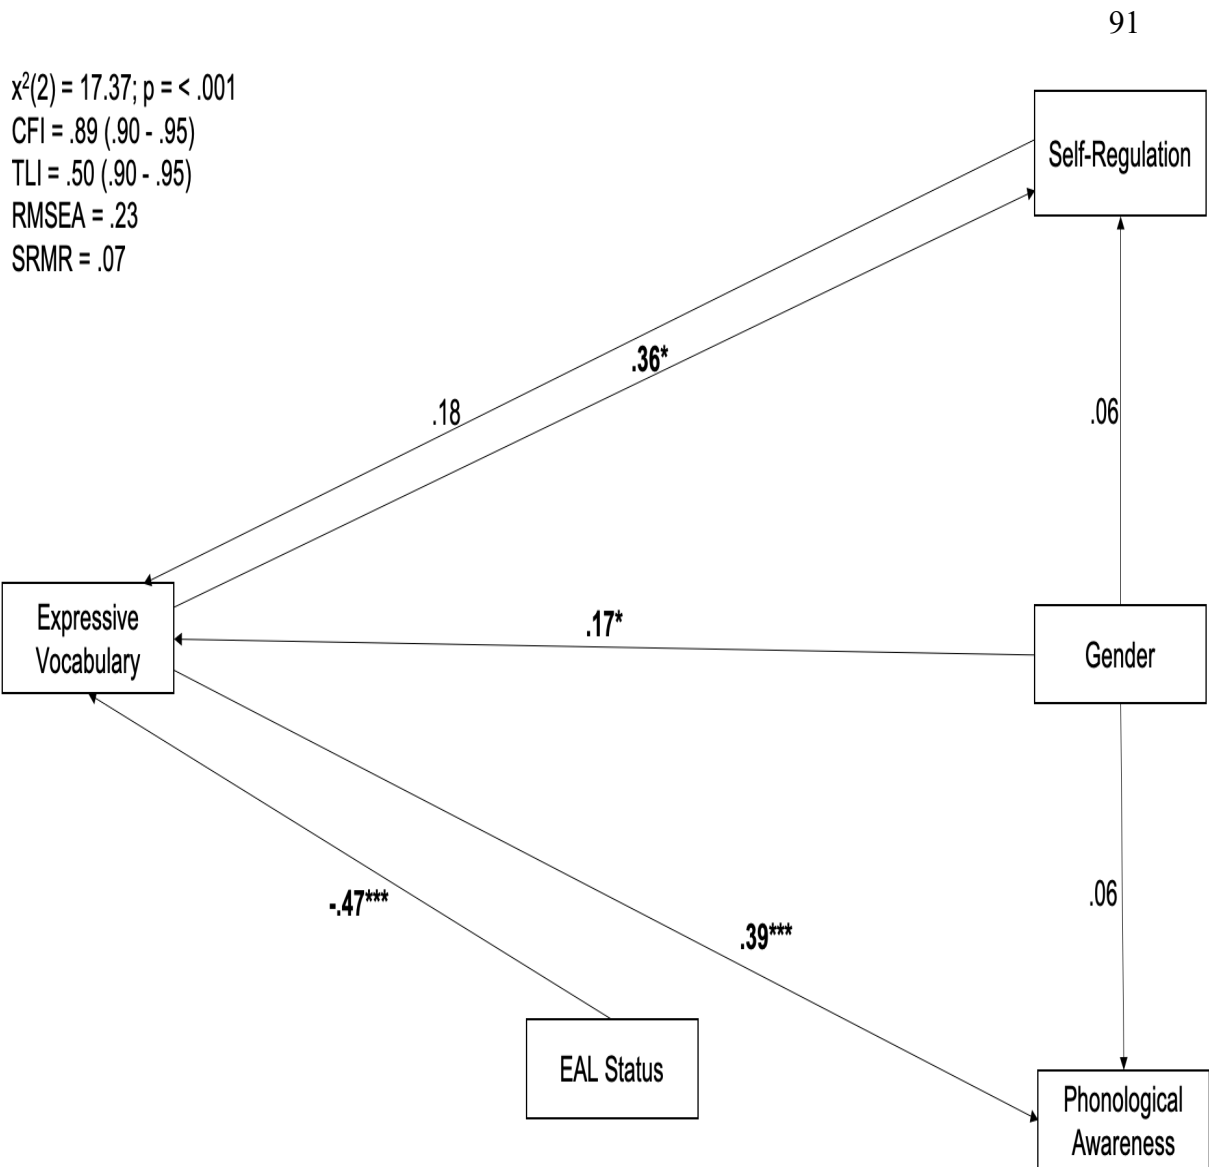 91
x²(2) = 17.37; p = < .001
CFI = .89 (.90 - .95)
TLI = .50 (.90 - .95)
RMSEA = .23
SRMR = .07
Self-Regulation
.36*
.18
.06
Expressive
Vocabulary
.17*
Gender
-.47***
.39***
.06
EAL Status
Phonological
Awareness